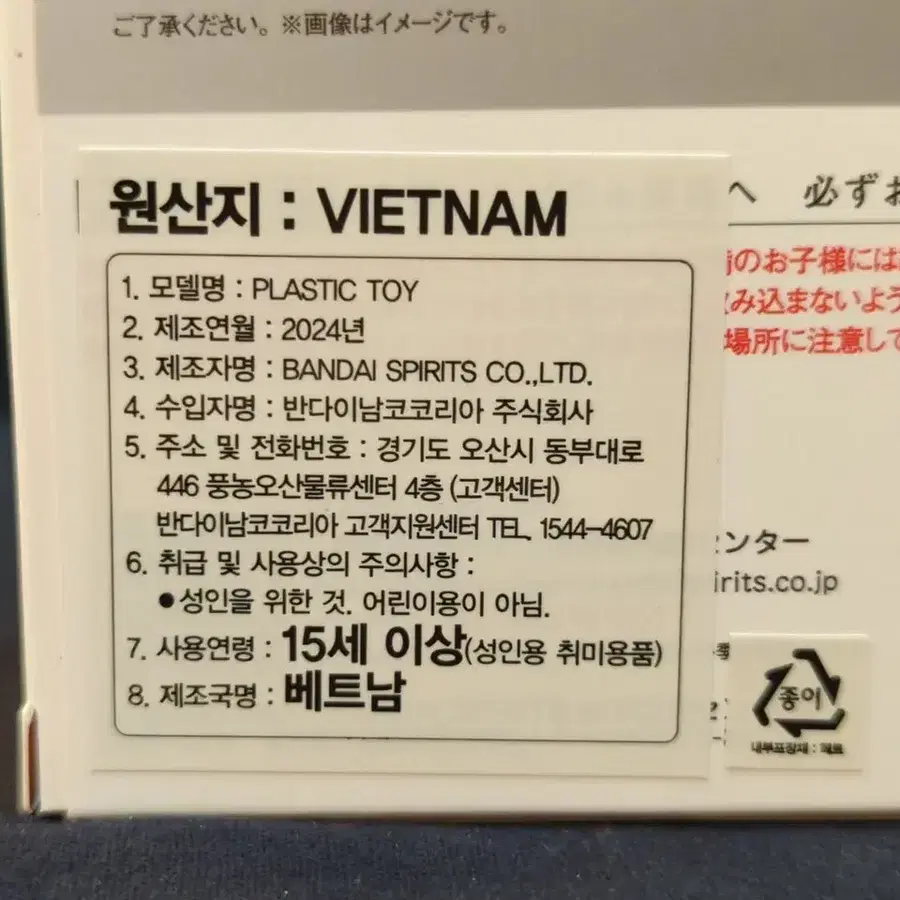 ご了承ください。※画像はイメージです。
원산지 : VIETNAM
1. 모델명 : PLASTIC TOY
2. 제조연월 : 2024년
3. 제조자명 : BANDAI SPIRITS CO.,LTD.
4. 수입자명 : 반다이남코코리아 주식회사
5. 주소 및 전화번호 : 경기도 오산시 동부대로
446 풍농오산물류센터 4층 (고객센터)
반다이남코코리아 고객지원센터 TEL. 1544-4607
6. 취급 및 사용상의 주의사항 :
●성인을 위한 것. 어린이용이 아님.
7. 사용연령 : 15세 이상(성인용 취미용품)
8. 제조국명 : 베트남
へ 必ずお
のお子様には
み込まないよう
場所に注意して
ンター
irits.co.jp
종이
내부포장재 : 페트